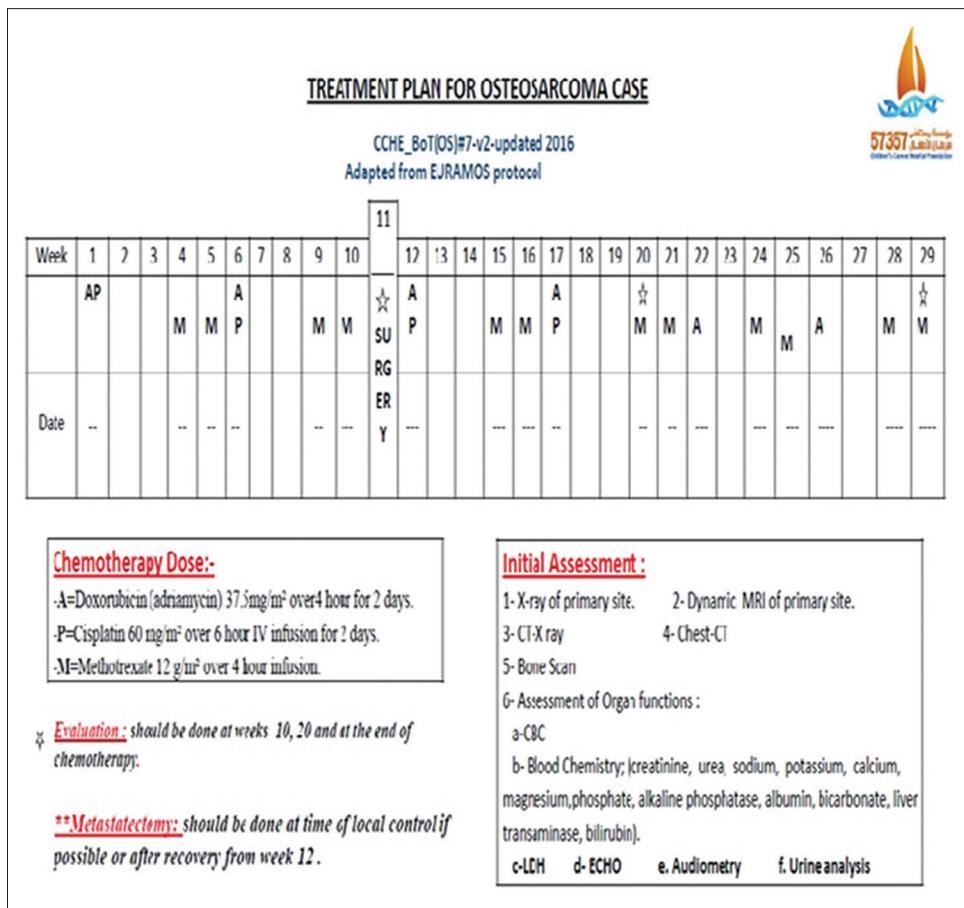 TREATMENT PLAN FOR OSTEOSARCOMA CASE
57357
Children's Cancer Hospital Foundation
CCHE_BoT(OS)#7-v2-updated 2016
Adapted from EURAMOS protocol
11
Week 1 2 3 4 5 6 7 8 9 10 12 13 14 15 16 17 18 19 20 21 22 23 24 25 26 27 28 29
AP A ☆ A A ☆ ☆
M M P M M SU P M M P M M A M M A M M
RG
ER
Y
Date -- -- -- -- -- -- --- --- --- -- -- -- --- --- --- ---- ---- ----
Chemotherapy Dose:-
-A=Doxorubicin (adriamycin) 37.5mg/m² over4 hour for 2 days.
-P=Cisplatin 60 mg/m² over 6 hour IV infusion for 2 days.
-M=Methotrexate 12 g/m² over 4 hour infusion.
☆ Evaluation : should be done at weeks 10, 20 and at the end of
chemotherapy.
**Metastatectomy: should be done at time of local control if
possible or after recovery from week 12 .
Initial Assessment :
1- X-ray of primary site. 2- Dynamic MRI of primary site.
3- CT-X ray 4- Chest-CT
5- Bone Scan
6- Assessment of Organ functions :
a-CBC
b- Blood Chemistry; (creatinine, urea, sodium, potassium, calcium,
magnesium,phosphate, alkaline phosphatase, albumin, bicarbonate, liver
transaminase, bilirubin).
c-LDH d- ECHO e. Audiometry f. Urine analysis